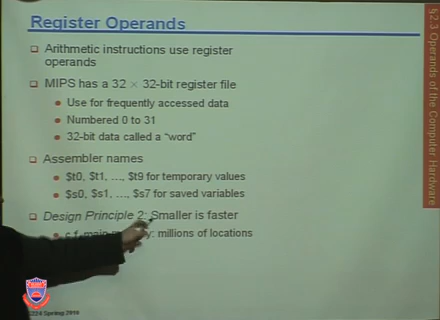 Register Operands
§2.3 Operands of the Computer Hardware
Arithmetic instructions use register
operands
MIPS has a 32 × 32-bit register file
Use for frequently accessed data
Numbered 0 to 31
32-bit data called a “word”
Assembler names
$t0, $t1, …, $t9 for temporary values
$s0, $s1, …, $s7 for saved variables
Design Principle 2: Smaller is faster
c.f. main : millions of locations
Spring